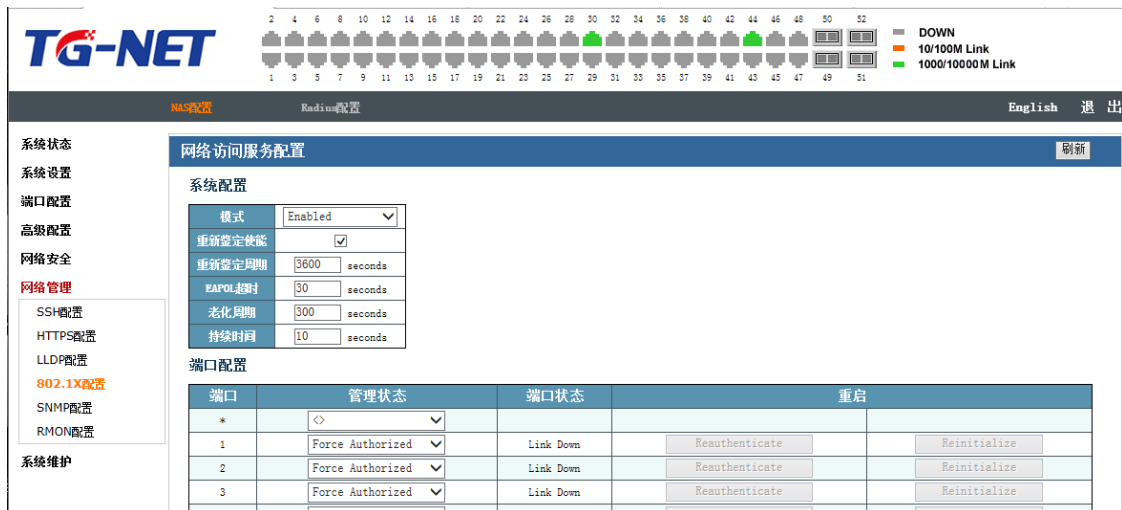 TG-NET
2 4 6 8 10 12 14 16 18 20 22 24 26 28 30 32 34 36 38 40 42 44 46 48 50 52
1 3 5 7 9 11 13 15 17 19 21 23 25 27 29 31 33 35 37 39 41 43 45 47 49 51
DOWN
10/100M Link
1000/10000M Link
NAS配置 Radius配置 English 退 出
系统状态
系统设置
端口配置
高级配置
网络安全
网络管理
SSH配置
HTTPS配置
LLDP配置
802.1X配置
SNMP配置
RMON配置
系统维护
网络访问服务配置 刷新
系统配置
模式 Enabled
重新鉴定使能
重新鉴定周期 3600 seconds
EAPOL超时 30 seconds
老化周期 300 seconds
持续时间 10 seconds
端口配置
端口 管理状态 端口状态 重启
* <>
1 Force Authorized Link Down Reauthenticate Reinitialize
2 Force Authorized Link Down Reauthenticate Reinitialize
3 Force Authorized Link Down Reauthenticate Reinitialize